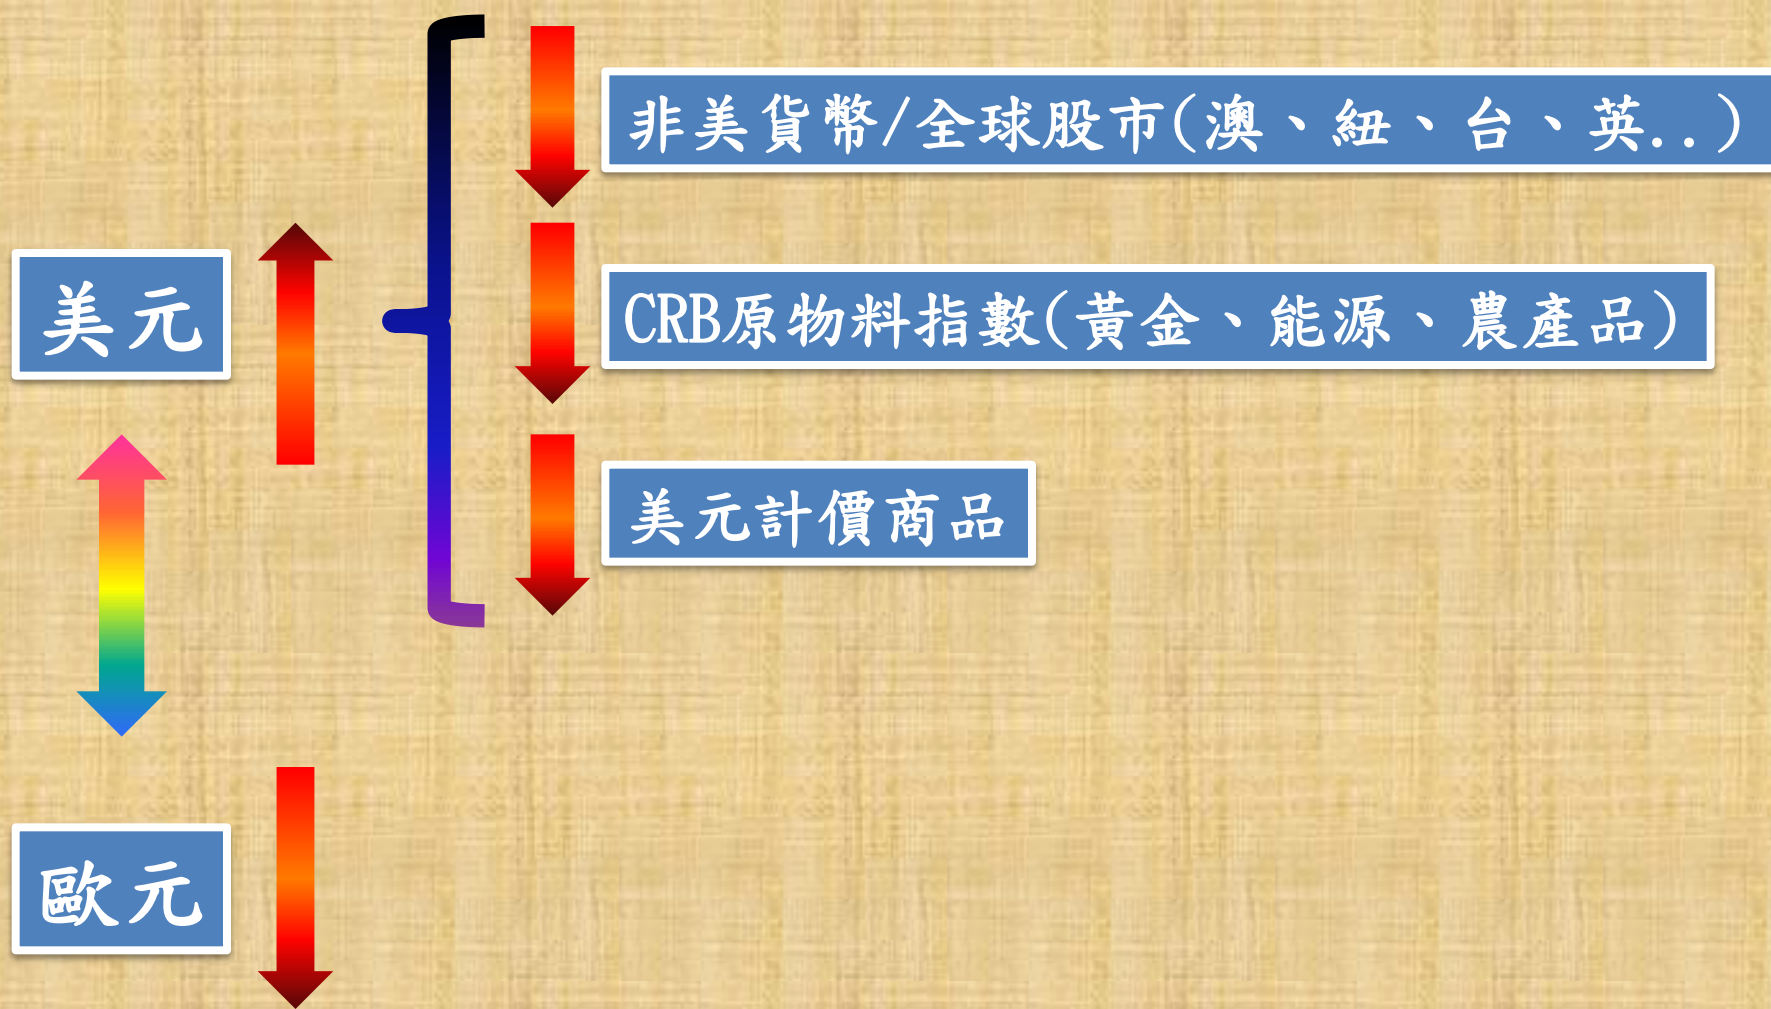 非美貨幣/全球股市(澳、紐、台、英..)
美元
CRB原物料指數(黃金、能源、農產品)
美元計價商品
歐元